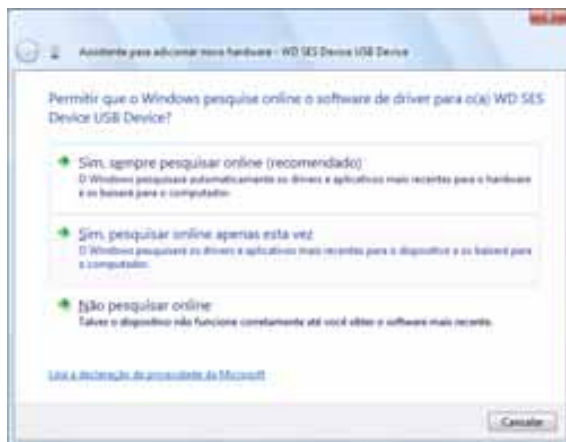 Assistente para adicionar novo hardware - WD SES Device USB Device
Permitir que o Windows pesquise online o software de driver para o(a) WD SES
Device USB Device?
Sim, sempre pesquisar online (recomendado)
O Windows pesquisará automaticamente os drivers e aplicativos mais recentes para o hardware
e os baixará para o computador.
Sim, pesquisar online apenas esta vez
O Windows pesquisará os drivers e aplicativos mais recentes para o dispositivo e os baixará para
o computador.
Não pesquisar online
Talvez o dispositivo não funcione corretamente até você obter o software mais recente.
Leia a declaração de privacidade da Microsoft
Cancelar